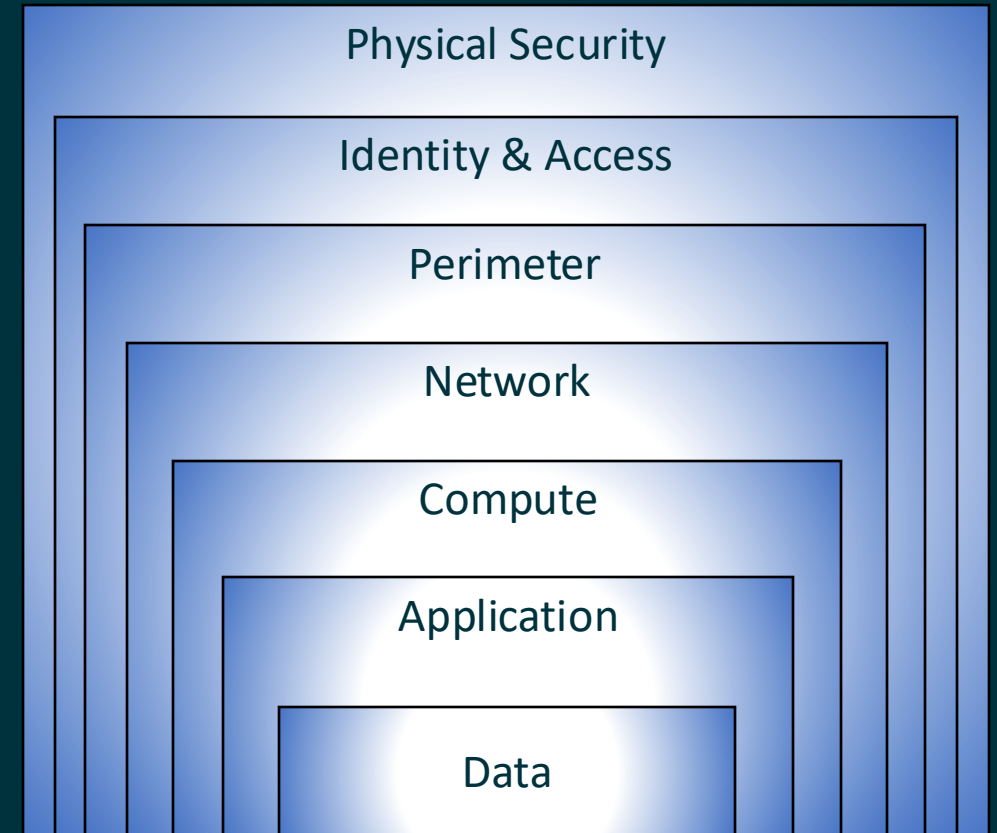 Physical Security
Identity & Access
Perimeter
Network
Compute
Application
Data